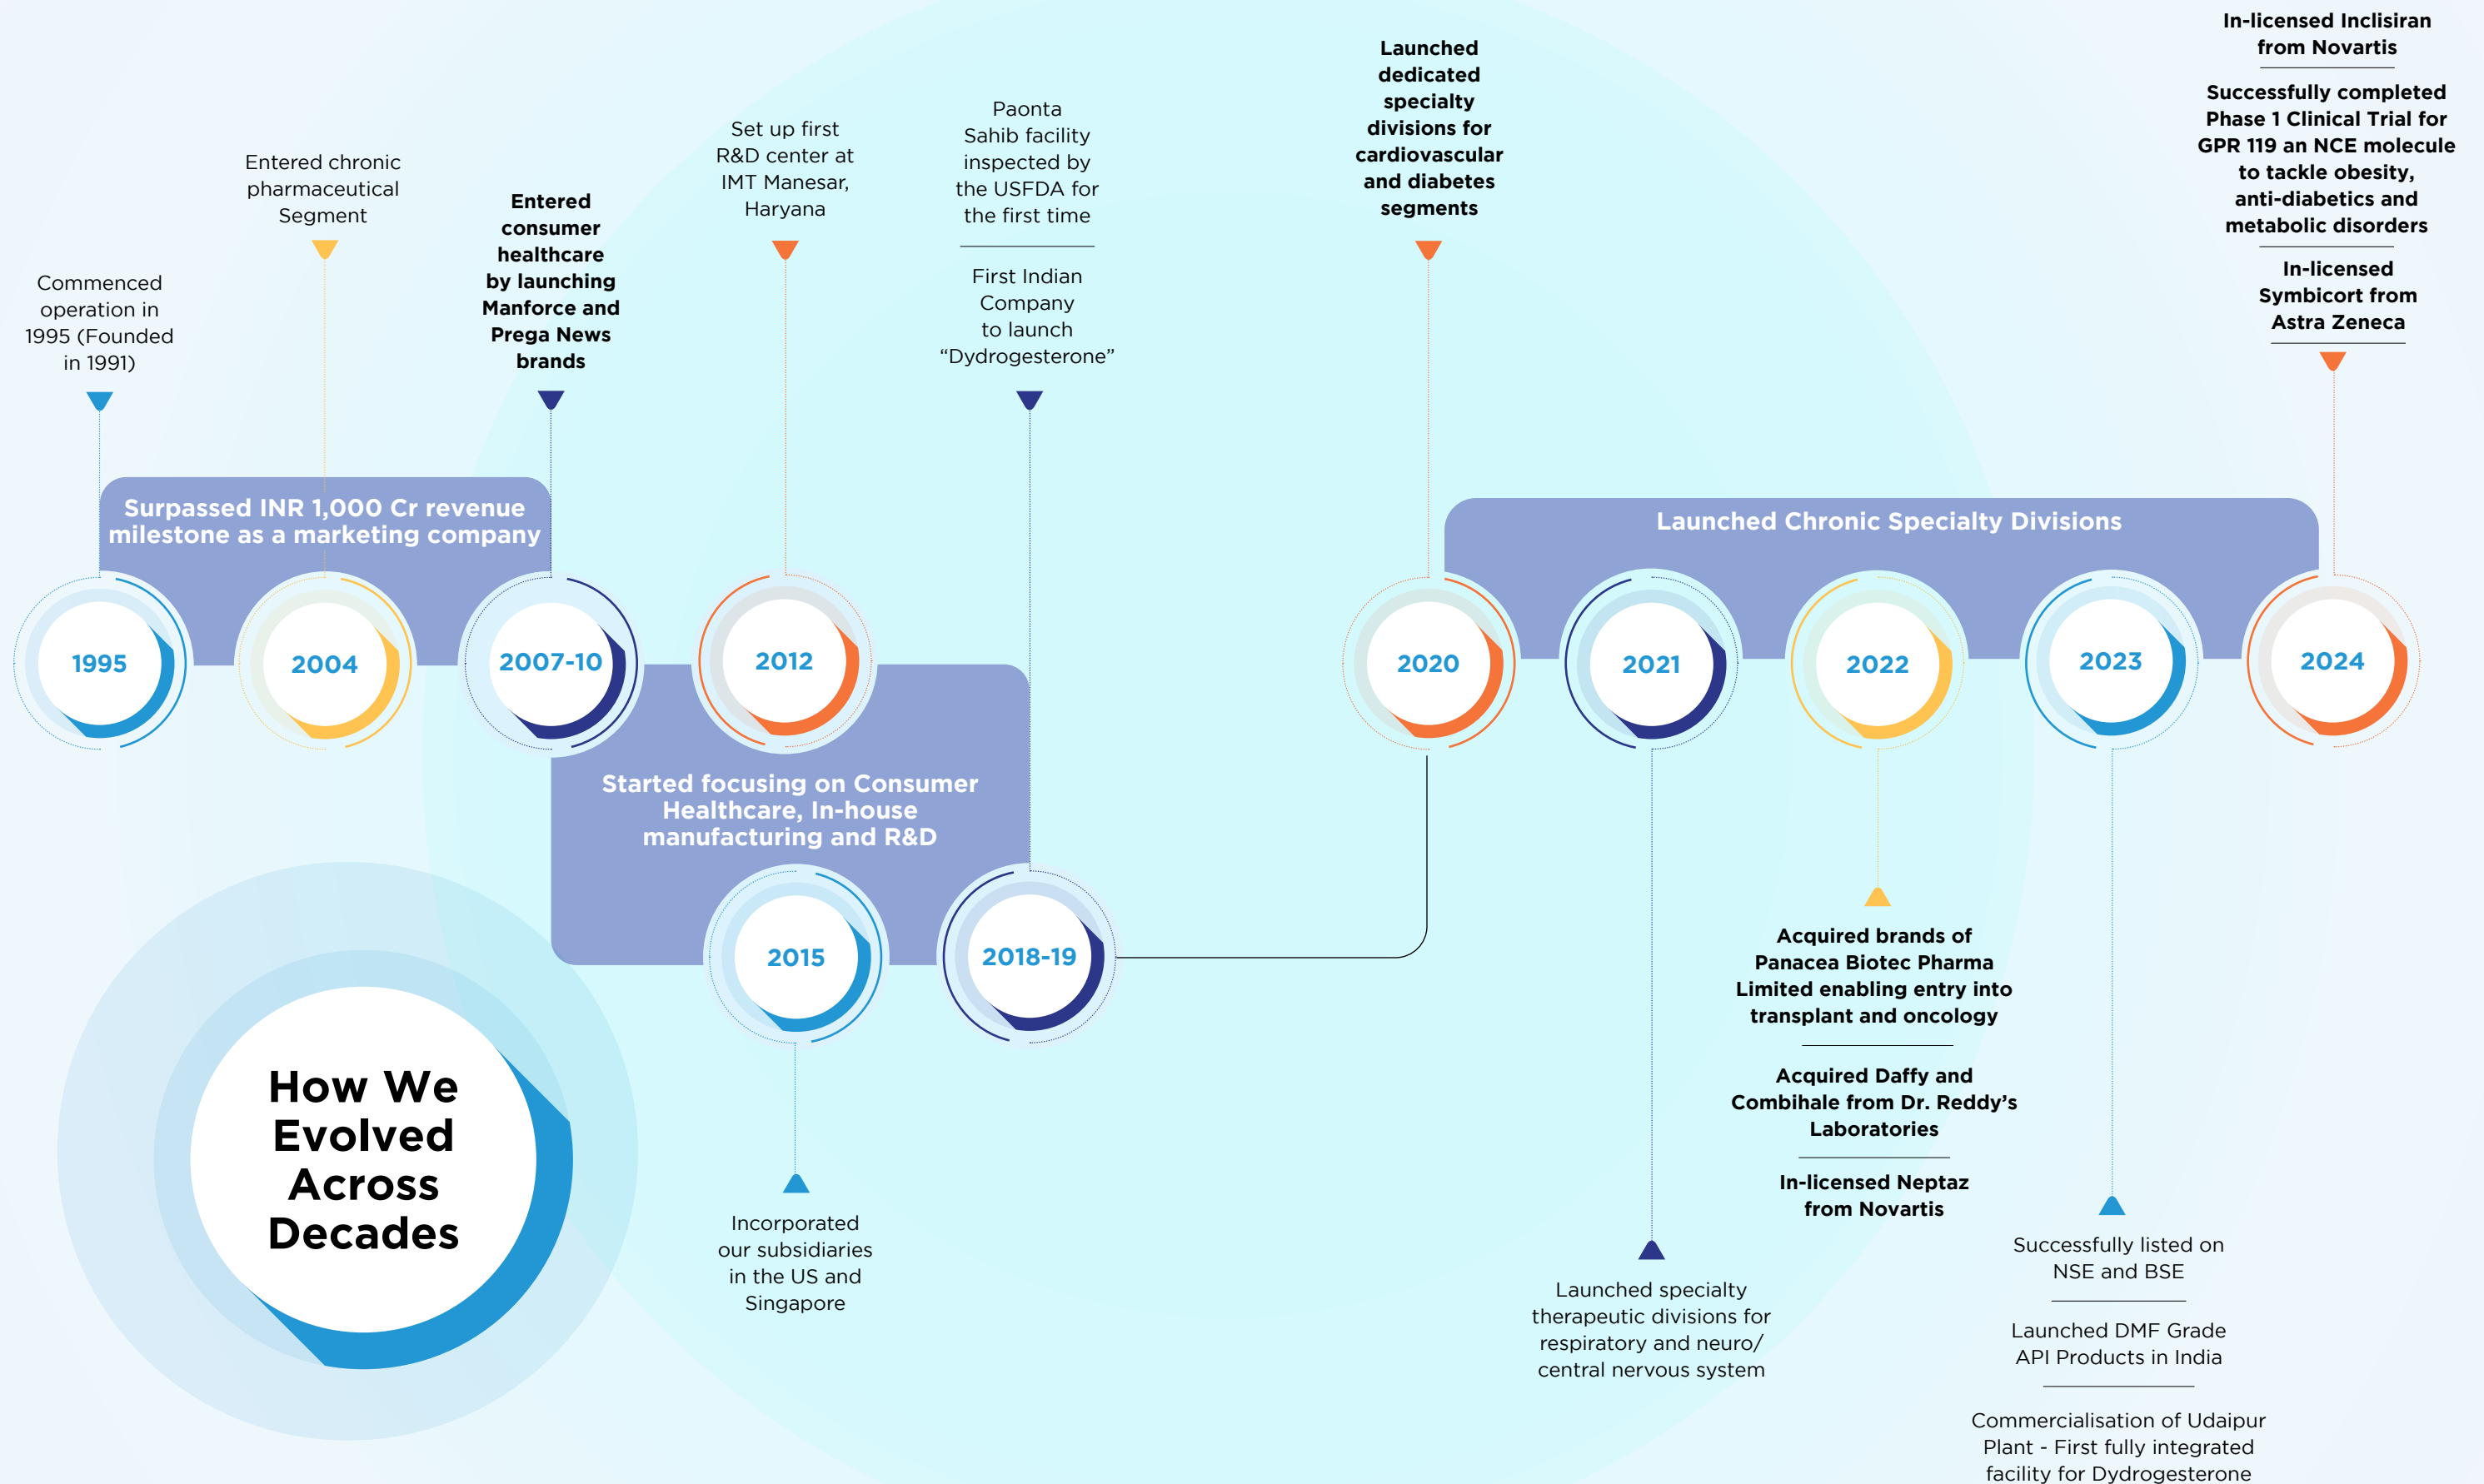 Commenced
operation in
1995 (Founded
in 1991)
Entered chronic
pharmaceutical
Segment
Entered
consumer
healthcare
by launching
Manforce and
Prega News
brands
Set up first
R&D center at
IMT Manesar,
Haryana
Paonta
Sahib facility
inspected by
the USFDA for
the first time
First Indian
Company
to launch
“Dydrogesterone”
Launched
dedicated
specialty
divisions for
cardiovascular
and diabetes
segments
In-licensed Inclisiran
from Novartis
Successfully completed
Phase 1 Clinical Trial for
GPR 119 an NCE molecule
to tackle obesity,
anti-diabetics and
metabolic disorders
In-licensed
Symbicort from
Astra Zeneca
Surpassed INR 1,000 Cr revenue
milestone as a marketing company
Launched Chronic Specialty Divisions
1995
2004
2007-10
2012
2020
2021
2022
2023
2024
Started focusing on Consumer
Healthcare, In-house
manufacturing and R&D
2015
2018-19
How We
Evolved
Across
Decades
Incorporated
our subsidiaries
in the US and
Singapore
Launched specialty
therapeutic divisions for
respiratory and neuro/
central nervous system
Acquired brands of
Panacea Biotec Pharma
Limited enabling entry into
transplant and oncology
Acquired Daffy and
Combihale from Dr. Reddy’s
Laboratories
In-licensed Neptaz
from Novartis
Successfully listed on
NSE and BSE
Launched DMF Grade
API Products in India
Commercialisation of Udaipur
Plant - First fully integrated
facility for Dydrogesterone